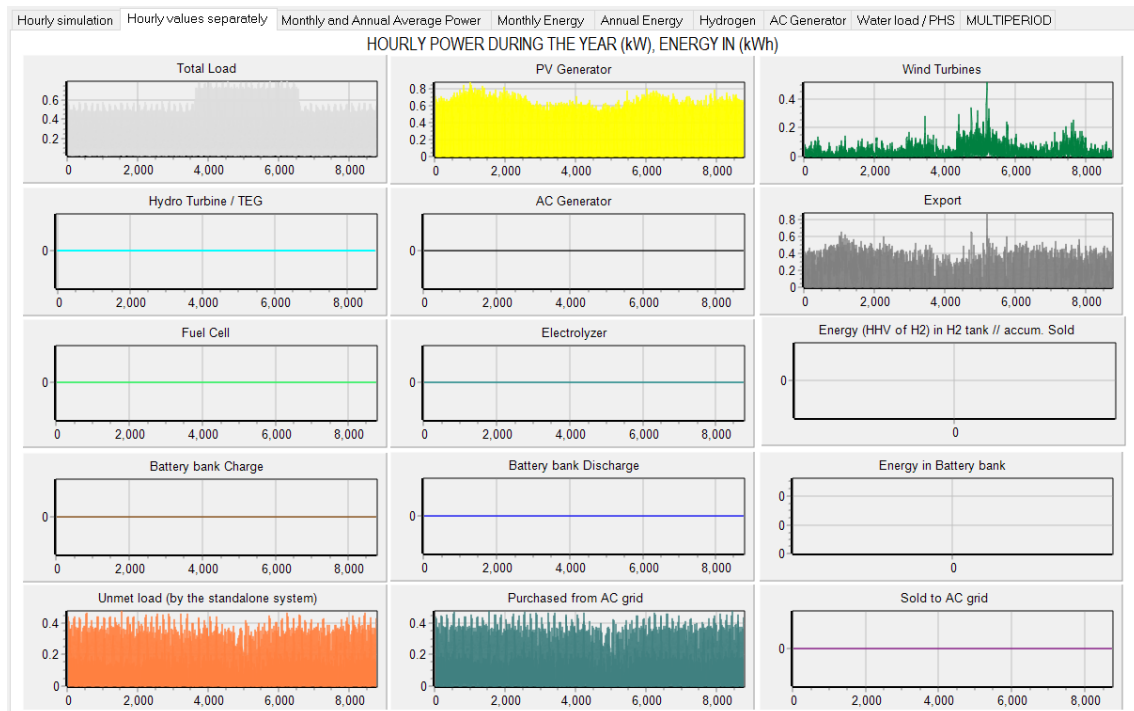 Hourly simulation Hourly values separately Monthly and Annual Average Power Monthly Energy Annual Energy Hydrogen AC Generator Water load / PHS MULTIPERIOD
HOURLY POWER DURING THE YEAR (kW), ENERGY IN (kWh)
Total Load
0.6
0.4
0.2
0 2,000 4,000 6,000 8,000
PV Generator
0.8
0.6
0.4
0.2
0
0 2,000 4,000 6,000 8,000
Wind Turbines
0.4
0.2
0
0 2,000 4,000 6,000 8,000
Hydro Turbine / TEG
0
0 2,000 4,000 6,000 8,000
AC Generator
0
0 2,000 4,000 6,000 8,000
Export
0.8
0.6
0.4
0.2
0
0 2,000 4,000 6,000 8,000
Fuel Cell
0
0 2,000 4,000 6,000 8,000
Electrolyzer
0
0 2,000 4,000 6,000 8,000
Energy (HHV of H2) in H2 tank // accum. Sold
0
0
Battery bank Charge
0
0 2,000 4,000 6,000 8,000
Battery bank Discharge
0
0 2,000 4,000 6,000 8,000
Energy in Battery bank
0
0
0
0
Unmet load (by the standalone system)
0.4
0.2
0
0 2,000 4,000 6,000 8,000
Purchased from AC grid
0.4
0.2
0
0 2,000 4,000 6,000 8,000
Sold to AC grid
0
0 2,000 4,000 6,000 8,000